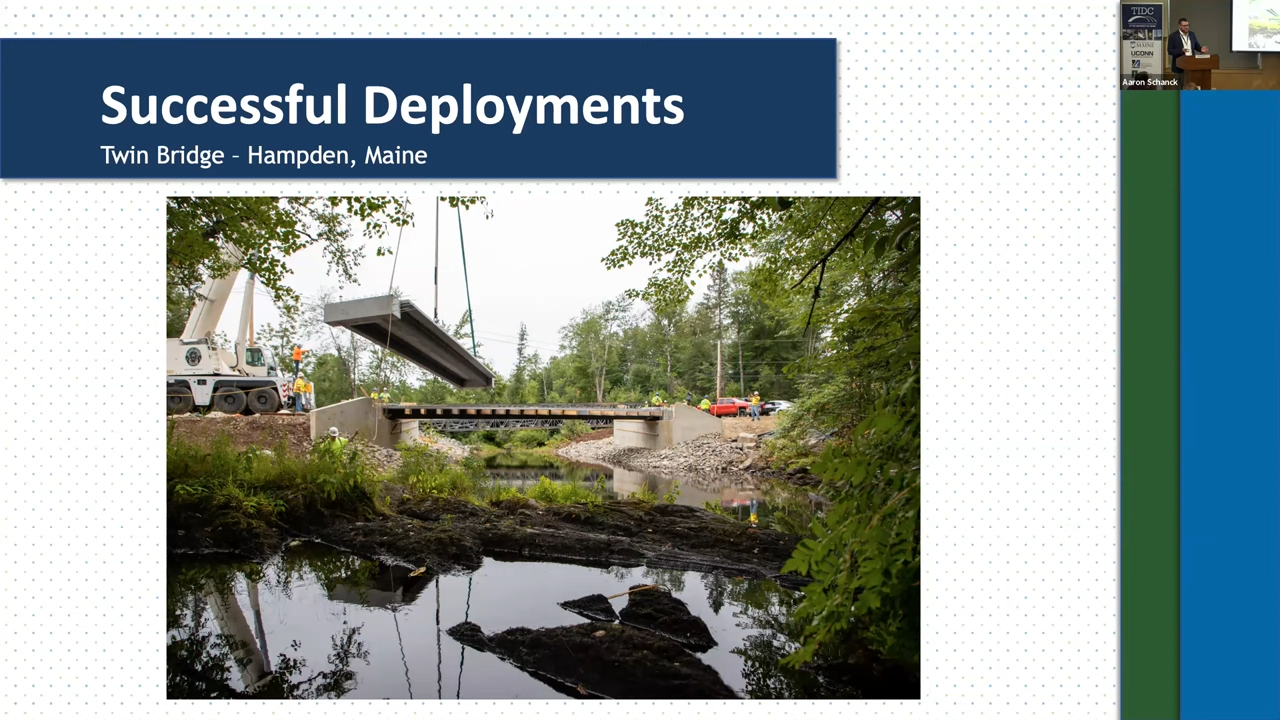 Successful Deployments
Twin Bridge – Hampden, Maine
TIDC
MAINE
UCONN
Aaron Schanck